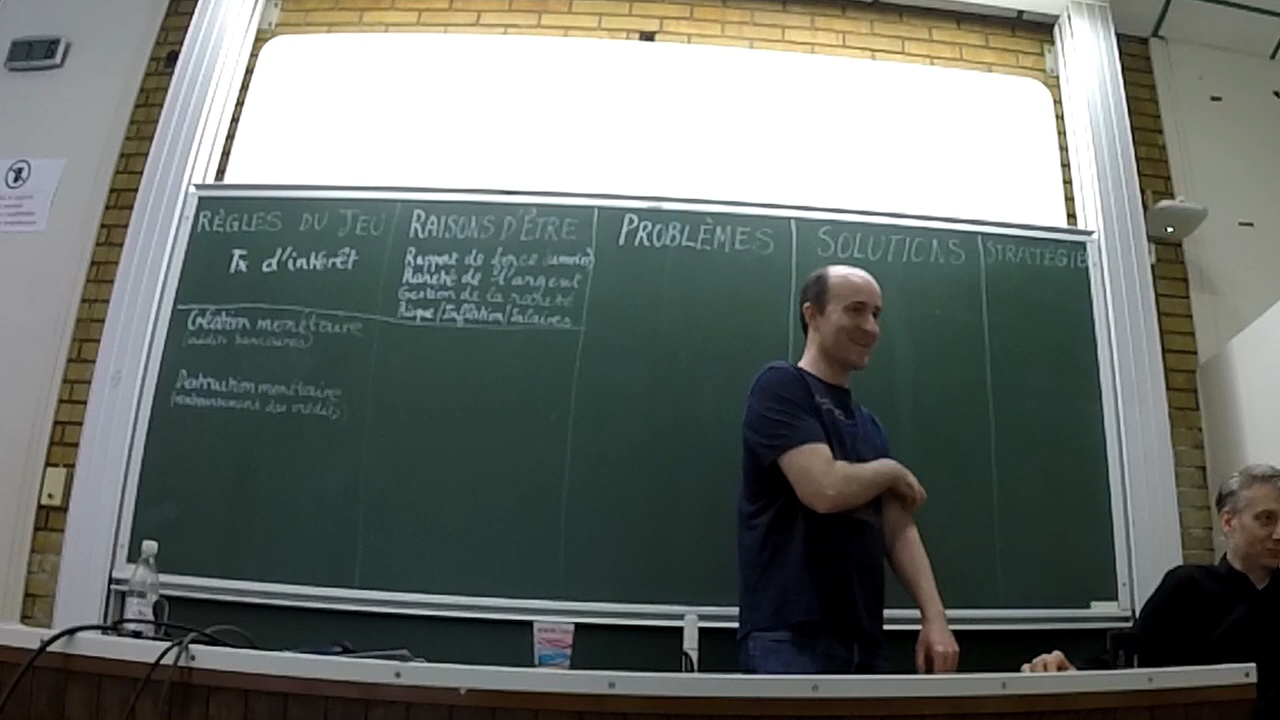 RÈGLES DU JEU
RAISONS D'ÊTRE
PROBLÈMES
SOLUTIONS
STRATÉGIE
Tx d'intérêt
Rapport de force
Rareté de l'argent
Gestion de la rareté
Risque/Inflation/Salaires
Création monétaire
(crédits bancaires)
Destruction monétaire
(remboursement des crédits)